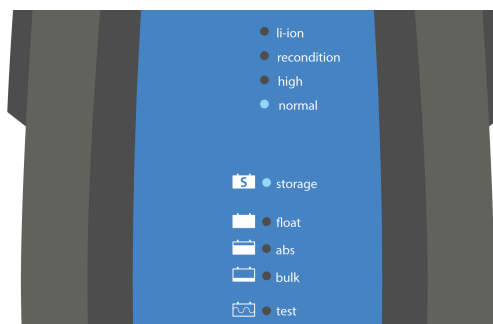 li-ion
recondition
high
normal
S storage
float
abs
bulk
test